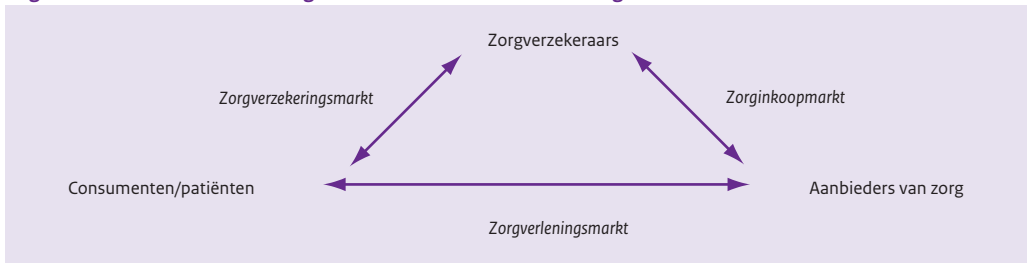 Zorgverzekeraars
Zorgverzekeringsmarkt
Zorginkoopmarkt
Consumenten/patiënten
Aanbieders van zorg
Zorgverleningsmarkt